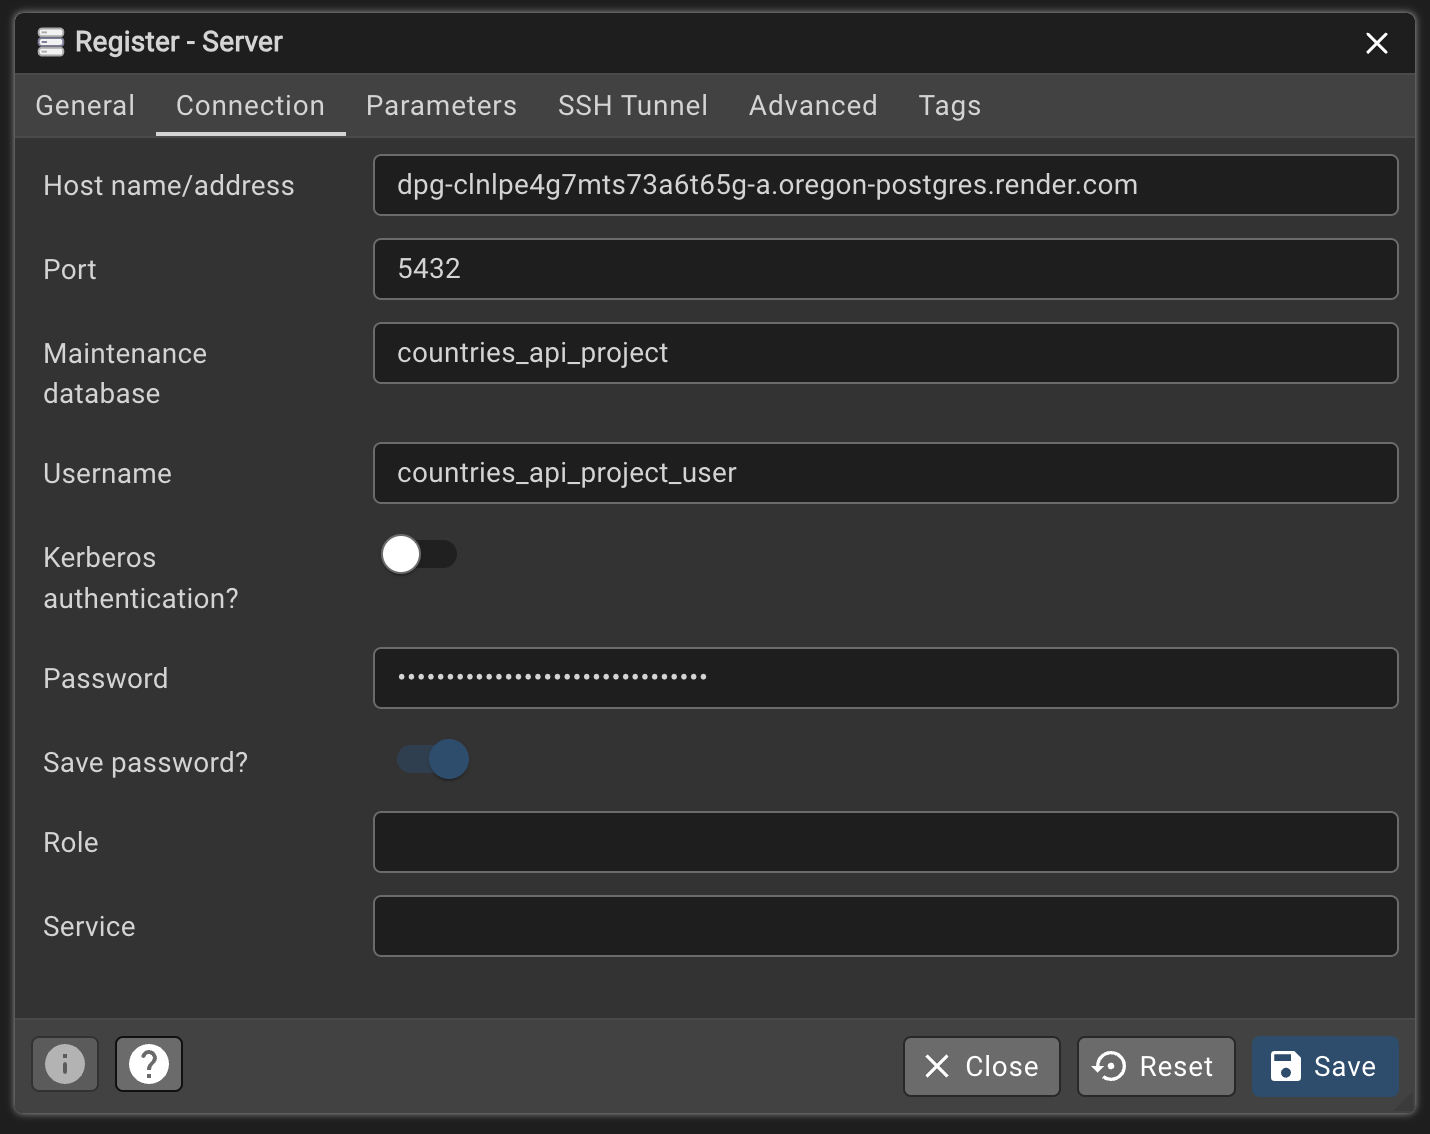 Register - Server
General Connection Parameters SSH Tunnel Advanced Tags
Host name/address dpg-clnlpe4g7mts73a6t65g-a.oregon-postgres.render.com
Port 5432
Maintenance
database countries_api_project
Username countries_api_project_user
Kerberos
authentication?
Password ••••••••••••••••••••••••••••••••
Save password?
Role
Service
Close Reset Save